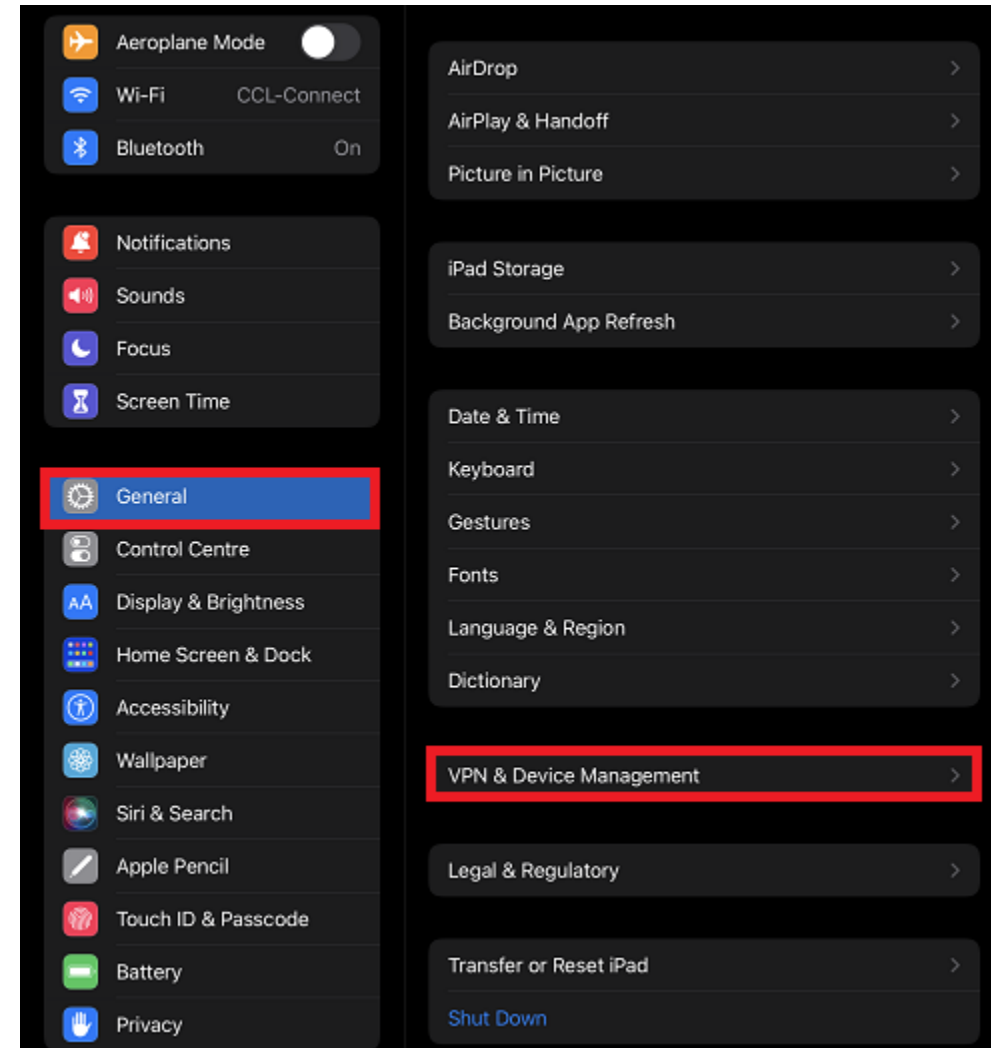 Aeroplane Mode
Wi-Fi CCL-Connect
Bluetooth On
Notifications
Sounds
Focus
Screen Time
General
Control Centre
AA Display & Brightness
Home Screen & Dock
Accessibility
Wallpaper
Siri & Search
Apple Pencil
Touch ID & Passcode
Battery
Privacy
AirDrop
AirPlay & Handoff
Picture in Picture
iPad Storage
Background App Refresh
Date & Time
Keyboard
Gestures
Fonts
Language & Region
Dictionary
VPN & Device Management
Legal & Regulatory
Transfer or Reset iPad
Shut Down